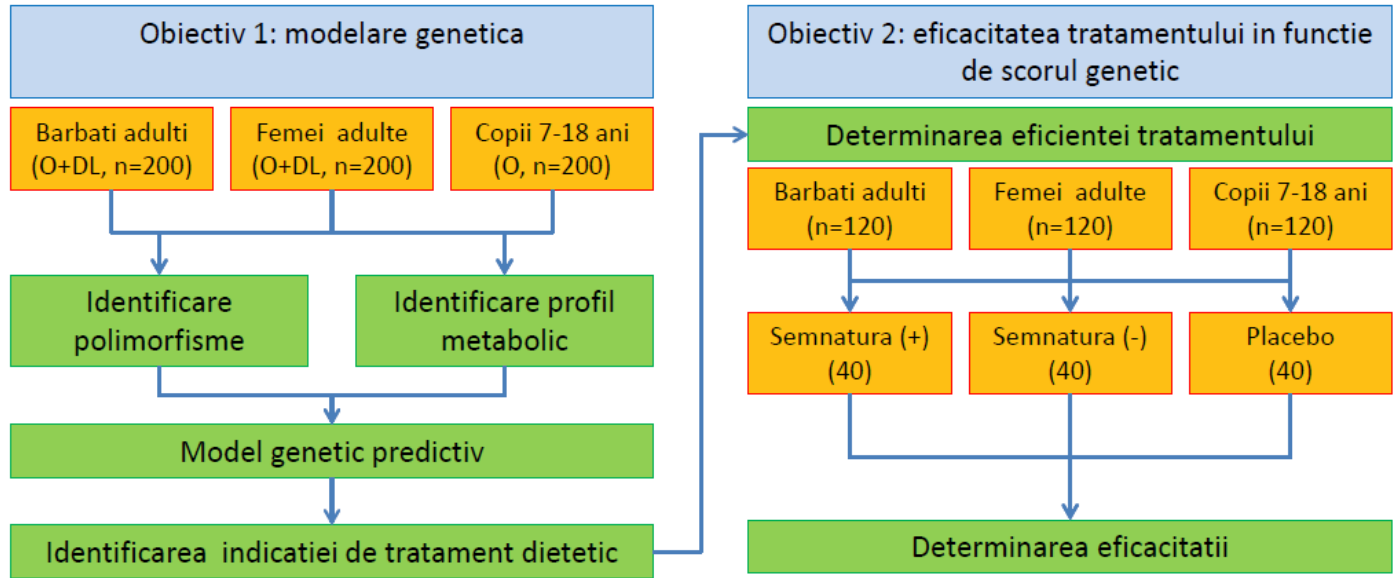 Obiectiv 1: modelare genetica
Barbati adulti
(O+DL, n=200)
Femei adulte
(O+DL, n=200)
Copii 7-18 ani
(O, n=200)
Identificare
polimorfisme
Identificare profil
metabolic
Model genetic predictiv
Identificarea indicatiei de tratament dietetic
Obiectiv 2: eficacitatea tratamentului in functie
de scorul genetic
Determinarea eficientei tratamentului
Barbati adulti
(n=120)
Femei adulte
(n=120)
Copii 7-18 ani
(n=120)
Semnatura (+)
(40)
Semnatura (-)
(40)
Placebo
(40)
Determinarea eficacitatii